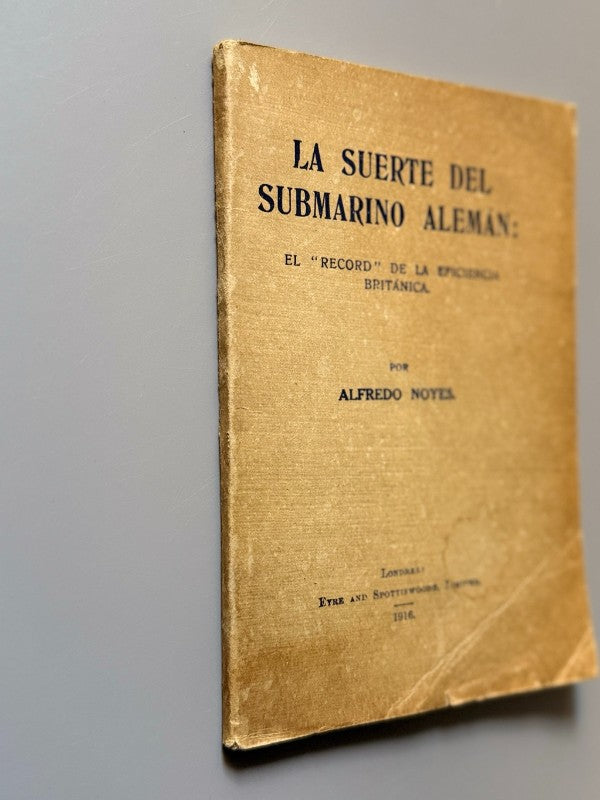 LA SUERTE DEL
SUBMARINO ALEMÁN:
EL "RECORD" DE LA EFICIENCIA
BRITÁNICA.
POR
ALFREDO NOYES.
LONDRES:
EYRE AND SPOTTISWOODE, LIMITED.
1916.